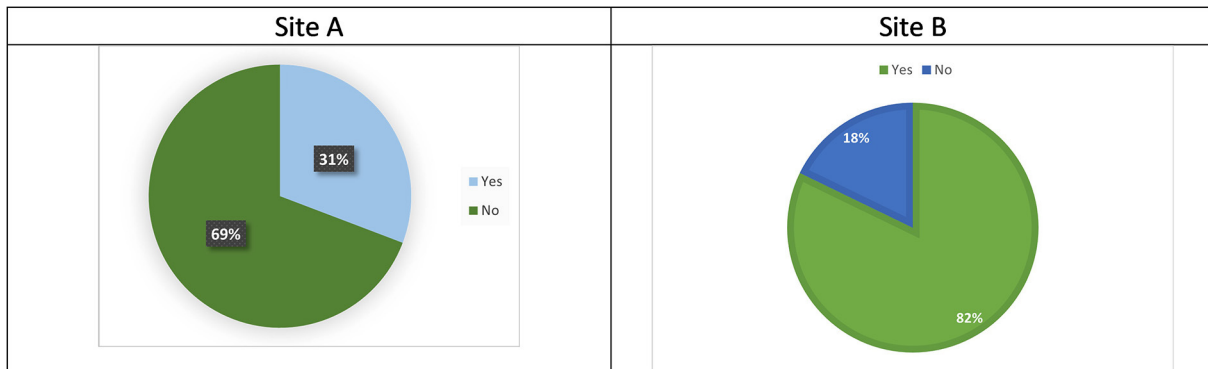 Site A
31%
69%
Yes
No
Site B
Yes No
18%
82%